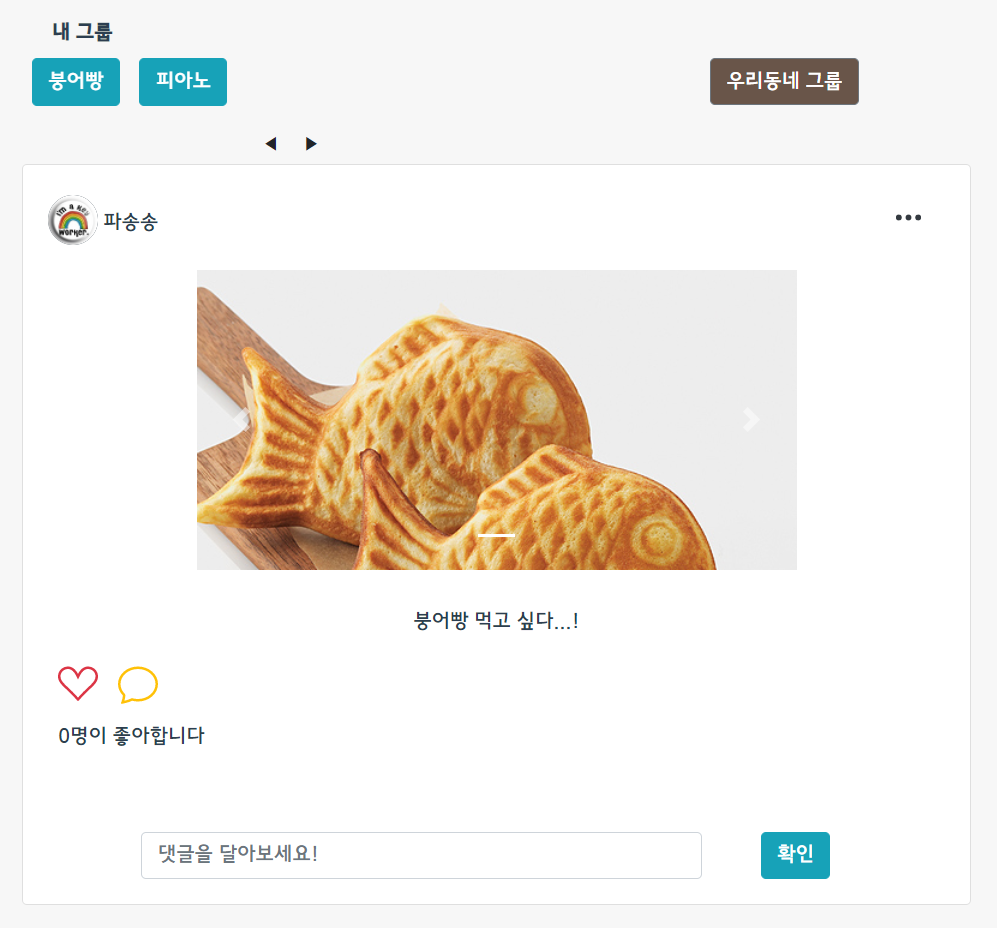 내 그룹
붕어빵 피아노 우리동네 그룹
◀ ▶
i'm a key worker.
파송송
붕어빵 먹고 싶다...!
0명이 좋아합니다
댓글을 달아보세요! 확인